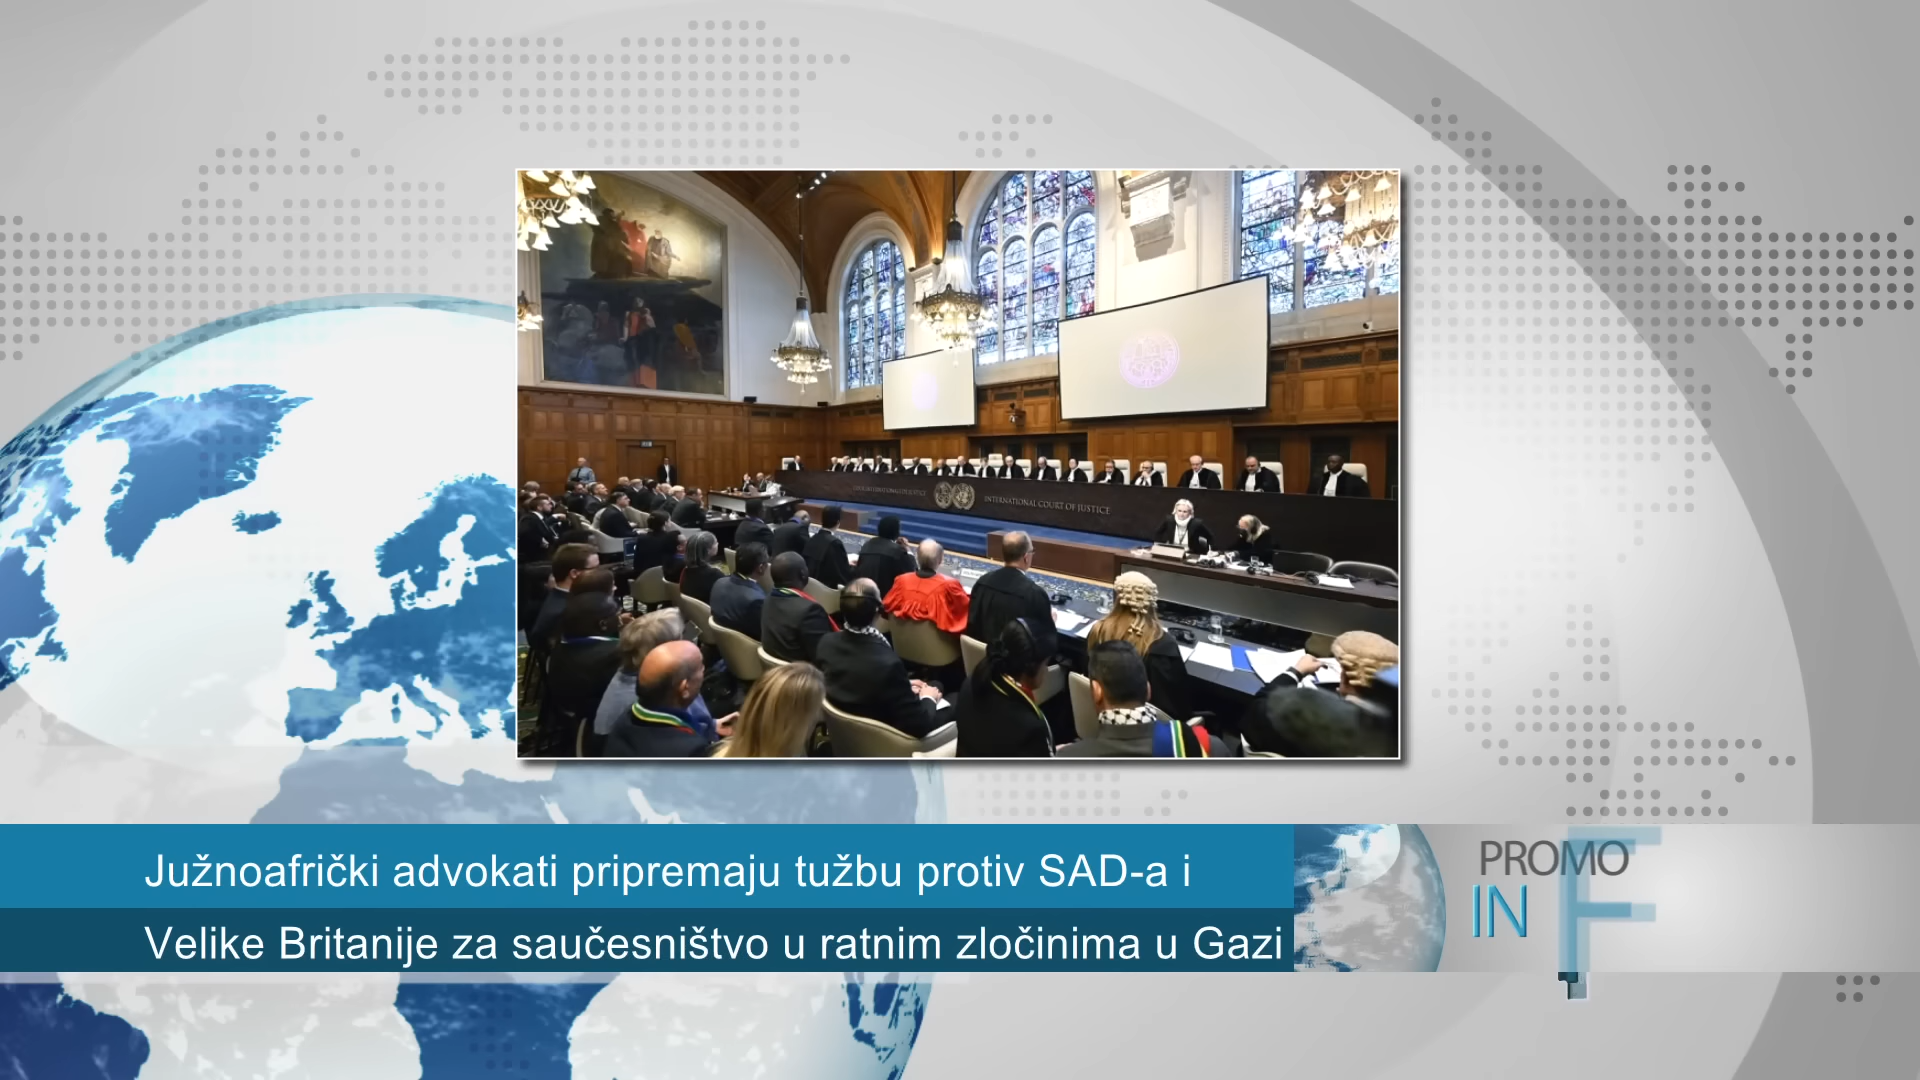 INTERNATIONAL COURT OF JUSTICE
Južnoafrički advokati pripremaju tužbu protiv SAD-a i
Velike Britanije za saučesništvo u ratnim zločinima u Gazi
PROMO
IN
F